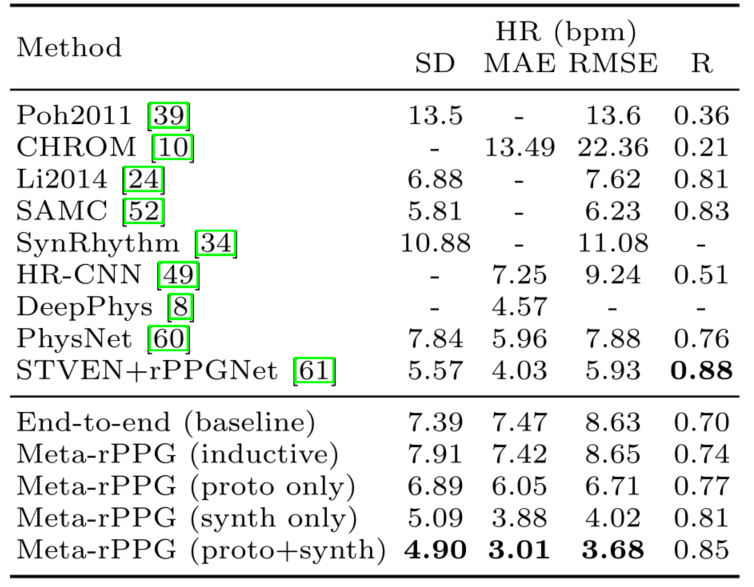 Method HR (bpm)
SD MAE RMSE R
Poh2011 [39] 13.5 - 13.6 0.36
CHROM [10] - 13.49 22.36 0.21
Li2014 [24] 6.88 - 7.62 0.81
SAMC [52] 5.81 - 6.23 0.83
SynRhythm [34] 10.88 - 11.08 -
HR-CNN [49] - 7.25 9.24 0.51
DeepPhys [8] - 4.57 - -
PhysNet [60] 7.84 5.96 7.88 0.76
STVEN+rPPGNet [61] 5.57 4.03 5.93 0.88
End-to-end (baseline) 7.39 7.47 8.63 0.70
Meta-rPPG (inductive) 7.91 7.42 8.65 0.74
Meta-rPPG (proto only) 6.89 6.05 6.71 0.77
Meta-rPPG (synth only) 5.09 3.88 4.02 0.81
Meta-rPPG (proto+synth) 4.90 3.01 3.68 0.85